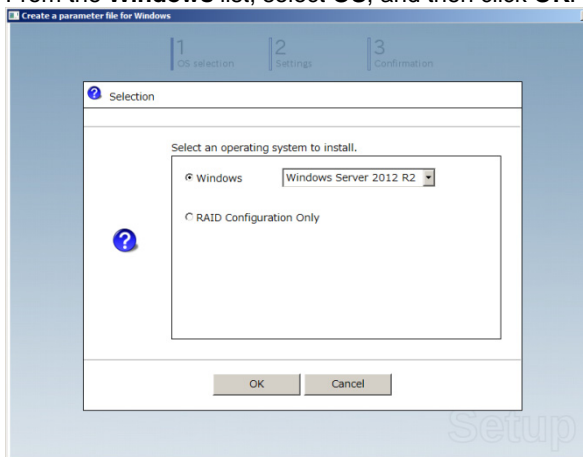 From the Windows list, select OS, and then click OK.
Create a parameter file for Windows
1
OS selection
2
Settings
3
Confirmation
Selection
Select an operating system to install.
Windows
Windows Server 2012 R2
RAID Configuration Only
OK
Cancel
Setup